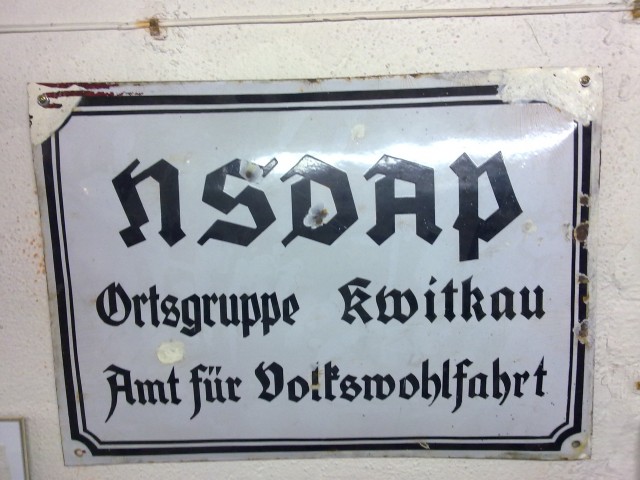 NSDAP
Ortsgruppe Kwitkau
Amt für Volkswohlfahrt